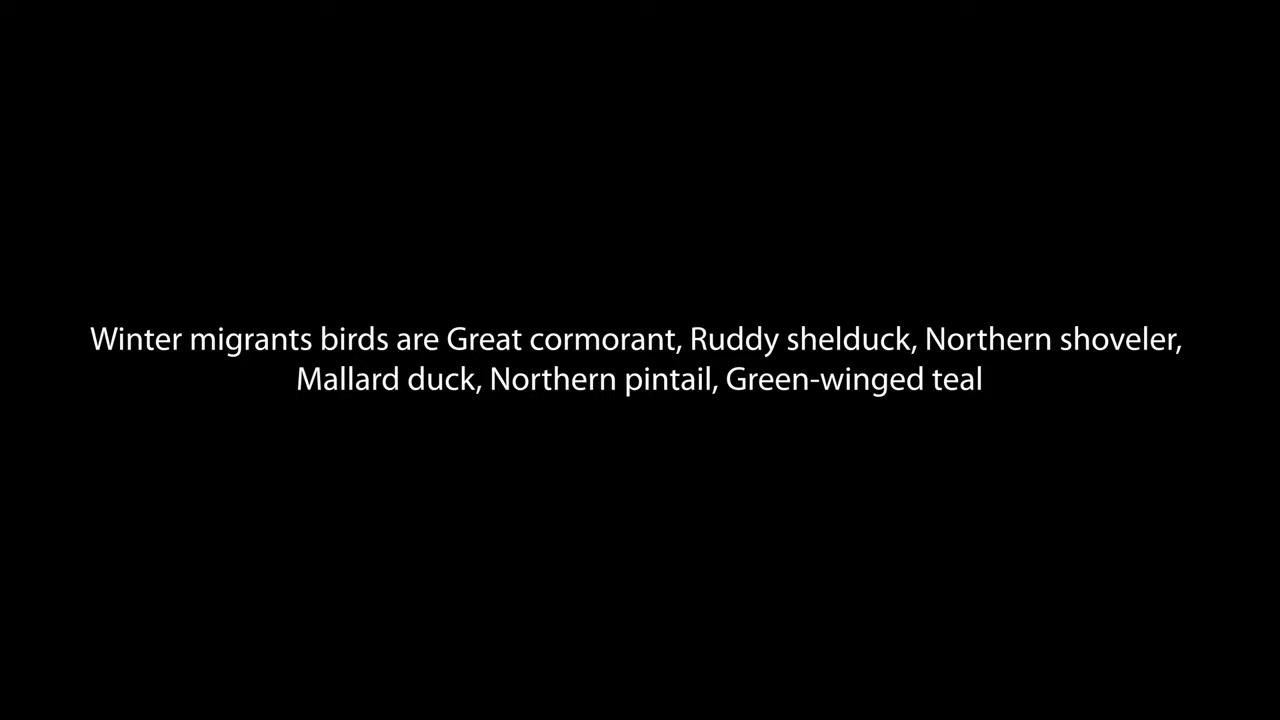 Winter migrants birds are Great cormorant, Ruddy shelduck, Northern shoveler,
Mallard duck, Northern pintail, Green-winged teal